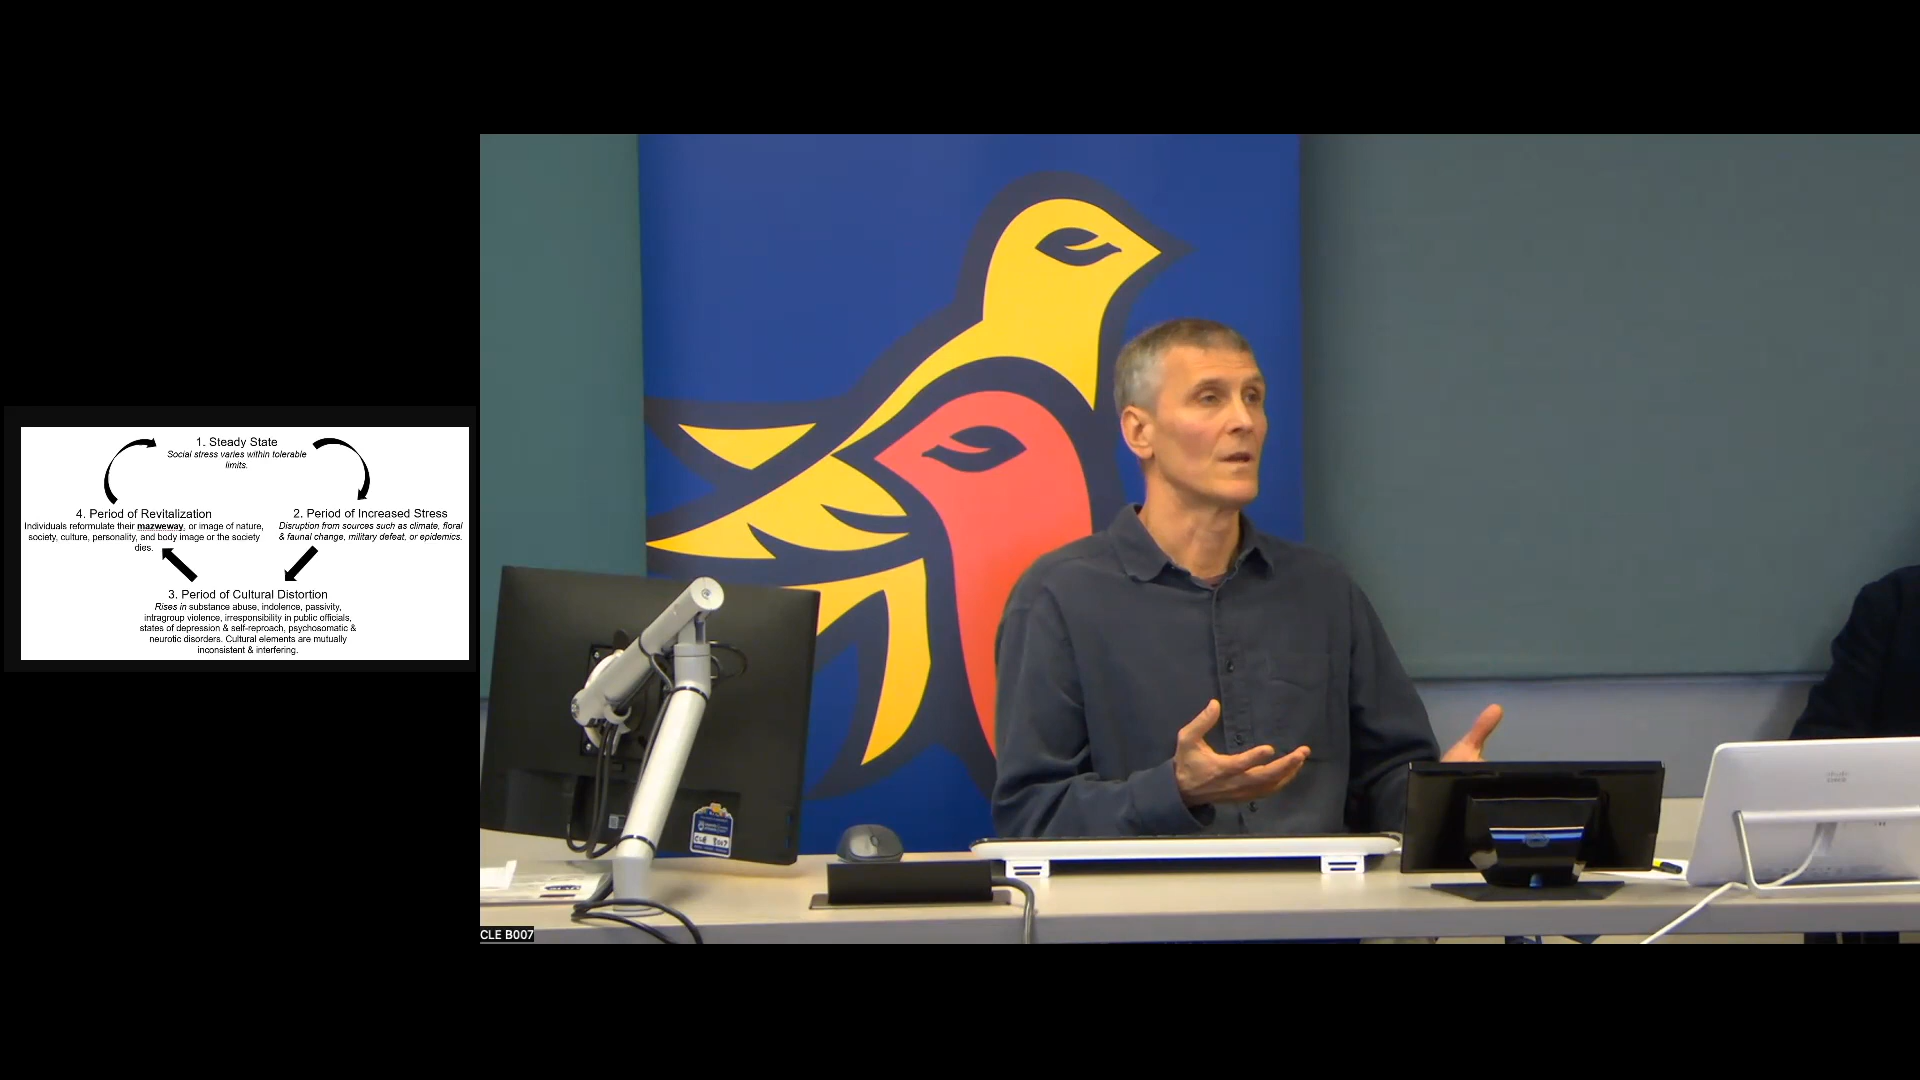 1. Steady State
Social stress varies within tolerable
limits.
4. Period of Revitalization
Individuals reformulate their mazweway, or image of nature,
society, culture, personality, and body image or the society
dies.
2. Period of Increased Stress
Disruption from sources such as climate, floral
& faunal change, military defeat, or epidemics.
3. Period of Cultural Distortion
Rises in substance abuse, indolence, passivity,
intragroup violence, irresponsibility in public officials,
states of depression & self-reproach, psychosomatic &
neurotic disorders. Cultural elements are mutually
inconsistent & interfering.
CLE B007
CLE B007